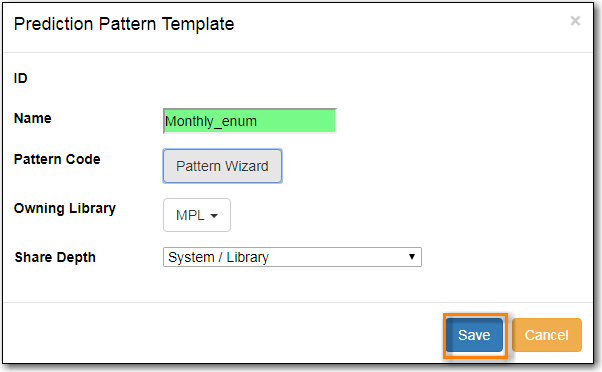 Prediction Pattern Template ×
ID
Name Monthly_enum
Pattern Code Pattern Wizard
Owning Library MPL
Share Depth System / Library
Save Cancel